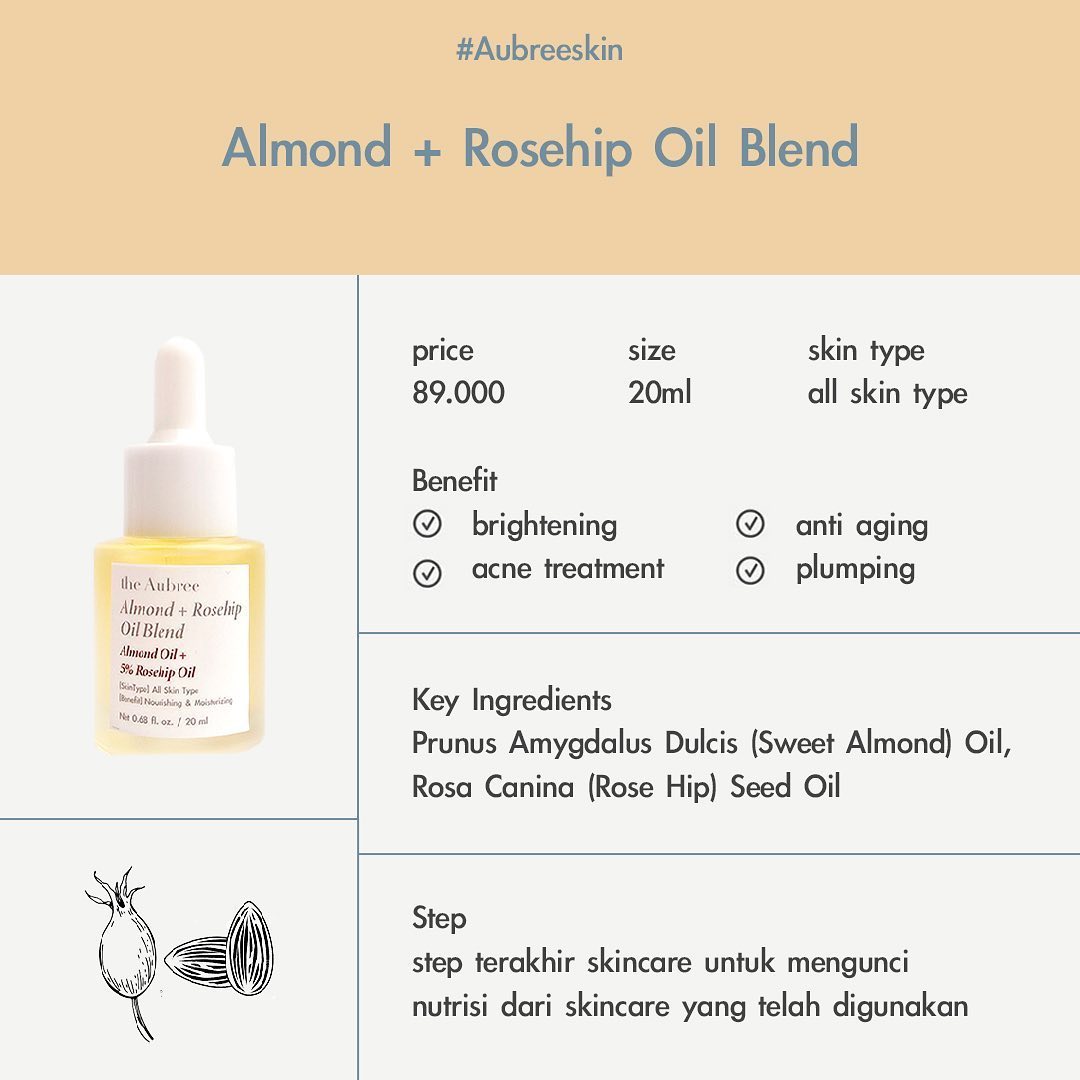 #Aubreeskin
Almond + Rosehip Oil Blend
the Aubree
Almond + Rosehip
Oil Blend
Almond Oil +
5% Rosehip Oil
[SkinType] All Skin Type
[Benefit] Nourishing & Moisturizing
Net 0.68 fl. oz. / 20 ml
price
89.000
size
20ml
skin type
all skin type
Benefit
brightening
anti aging
acne treatment
plumping
Key Ingredients
Prunus Amygdalus Dulcis (Sweet Almond) Oil,
Rosa Canina (Rose Hip) Seed Oil
Step
step terakhir skincare untuk mengunci
nutrisi dari skincare yang telah digunakan